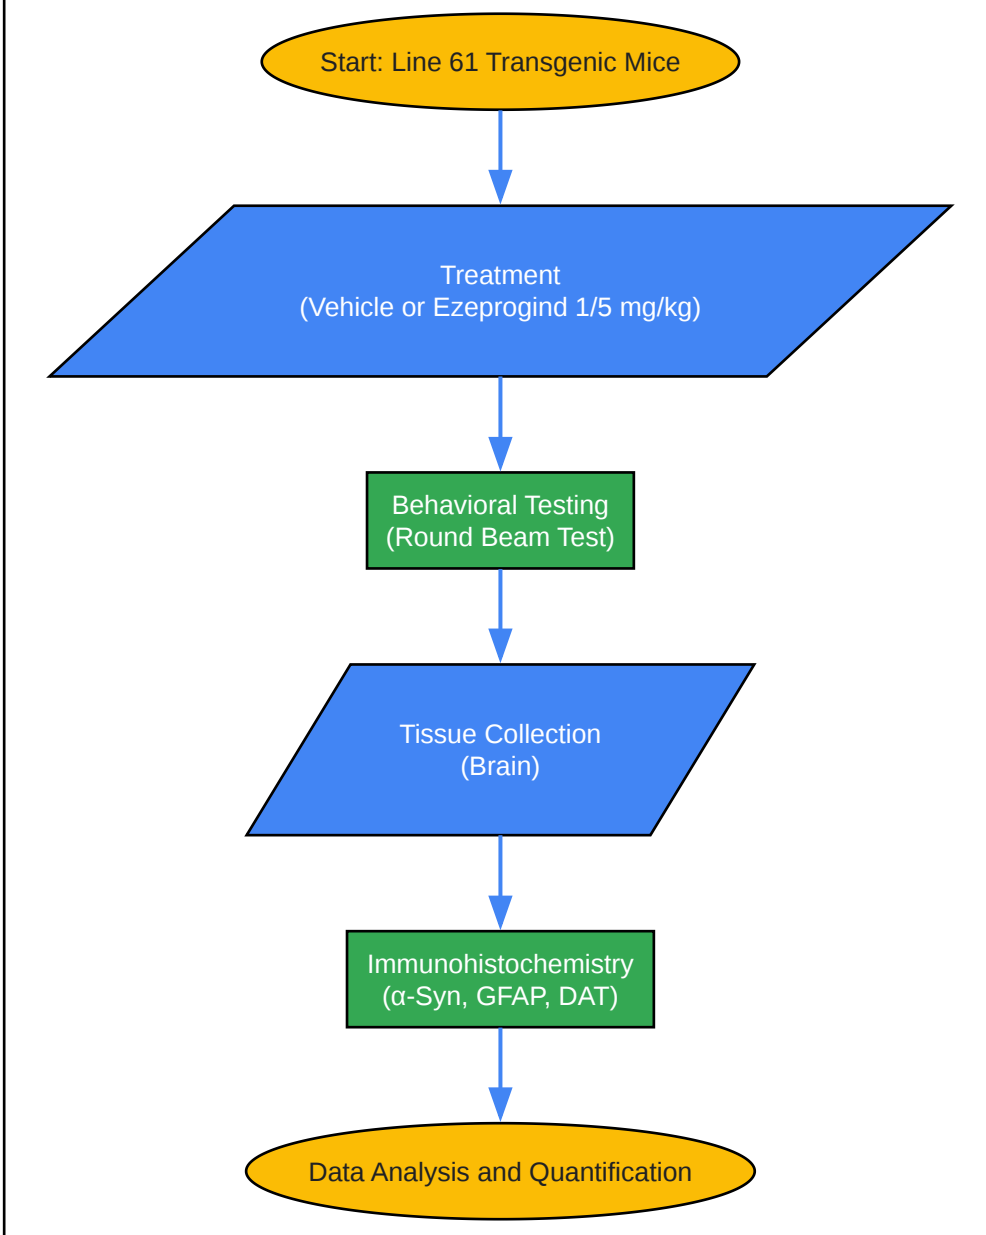 Start: Line 61 Transgenic Mice
Treatment
(Vehicle or Ezeprogind 1/5 mg/kg)
Behavioral Testing
(Round Beam Test)
Tissue Collection
(Brain)
Immunohistochemistry
(α-Syn, GFAP, DAT)
Data Analysis and Quantification